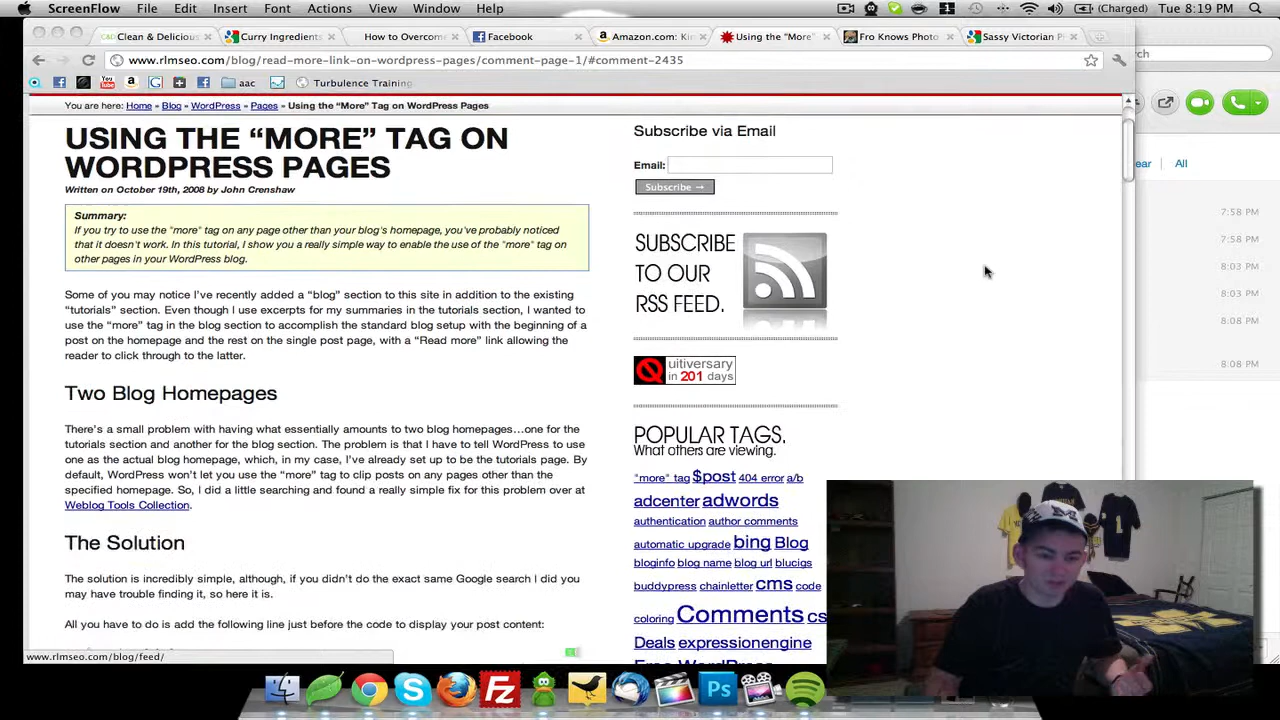 ScreenFlow File Edit Insert Font Actions View Window Help
1 (Charged) Tue 8:19 PM
Clean & Delicious
Curry Ingredients
How to Overcome
Facebook
Amazon.com: Kin
Using the "More"
Fro Knows Photo
Sassy Victorian P
www.rlmseo.com/blog/read-more-link-on-wordpress-pages/comment-page-1/#comment-2435
aac
Turbulence Training
You are here: Home » Blog » WordPress » Pages » Using the “More” Tag on WordPress Pages
USING THE “MORE” TAG ON
WORDPRESS PAGES
Written on October 19th, 2008 by John Crenshaw
Summary:
If you try to use the "more" tag on any page other than your blog's homepage, you've probably noticed
that it doesn't work. In this tutorial, I show you a really simple way to enable the use of the "more" tag on
other pages in your WordPress blog.
Some of you may notice I’ve recently added a “blog” section to this site in addition to the existing
“tutorials” section. Even though I use excerpts for my summaries in the tutorials section, I wanted to
use the “more” tag in the blog section to accomplish the standard blog setup with the beginning of a
post on the homepage and the rest on the single post page, with a “Read more” link allowing the
reader to click through to the latter.
Two Blog Homepages
There’s a small problem with having what essentially amounts to two blog homepages…one for the
tutorials section and another for the blog section. The problem is that I have to tell WordPress to use
one as the actual blog homepage, which, in my case, I’ve already set up to be the tutorials page. By
default, WordPress won’t let you use the “more” tag to clip posts on any pages other than the
specified homepage. So, I did a little searching and found a really simple fix for this problem over at
Weblog Tools Collection.
The Solution
The solution is incredibly simple, although, if you didn’t do the exact same Google search I did you
may have trouble finding it, so here it is.
All you have to do is add the following line just before the code to display your post content:
www.rlmseo.com/blog/feed/
Subscribe via Email
Email:
Subscribe →
SUBSCRIBE
TO OUR
RSS FEED.
uitiversary
in 201 days
POPULAR TAGS.
What others are viewing.
"more" tag $post 404 error a/b
adcenter adwords
authentication author comments
automatic upgrade bing Blog
bloginfo blog name blog url blucigs
buddypress chainletter cms code
coloring Comments cs
Deals expressionengine
Free WordPress
rch
ear All
7:58 PM
7:58 PM
8:03 PM
8:03 PM
8:08 PM
8:08 PM
M
1
Fz
Ps